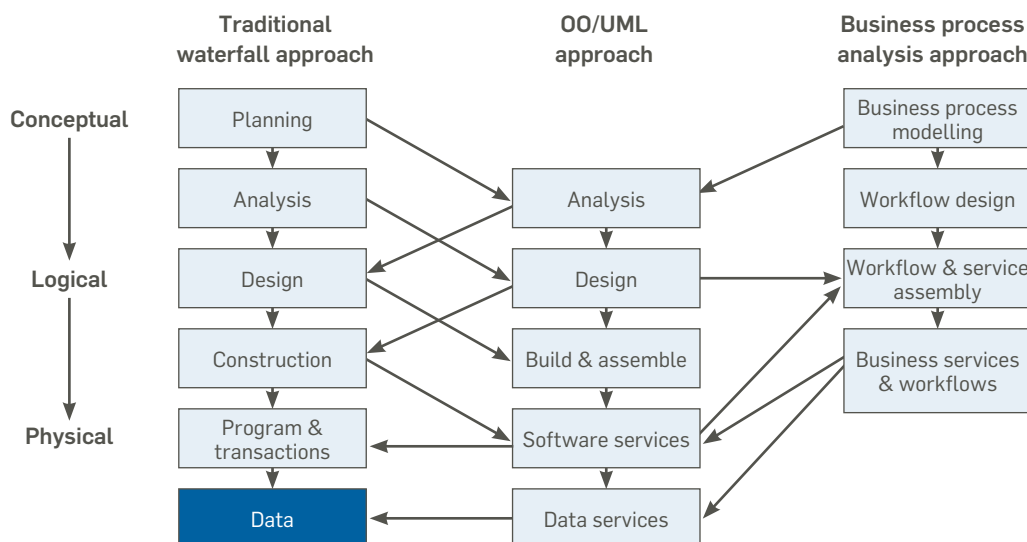 Traditional
waterfall approach
OO/UML
approach
Business process
analysis approach
Conceptual
Planning
Business process
modelling
Analysis
Analysis
Workflow design
Logical
Design
Design
Workflow & service
assembly
Construction
Build & assemble
Business services
& workflows
Physical
Program &
transactions
Software services
Data
Data services